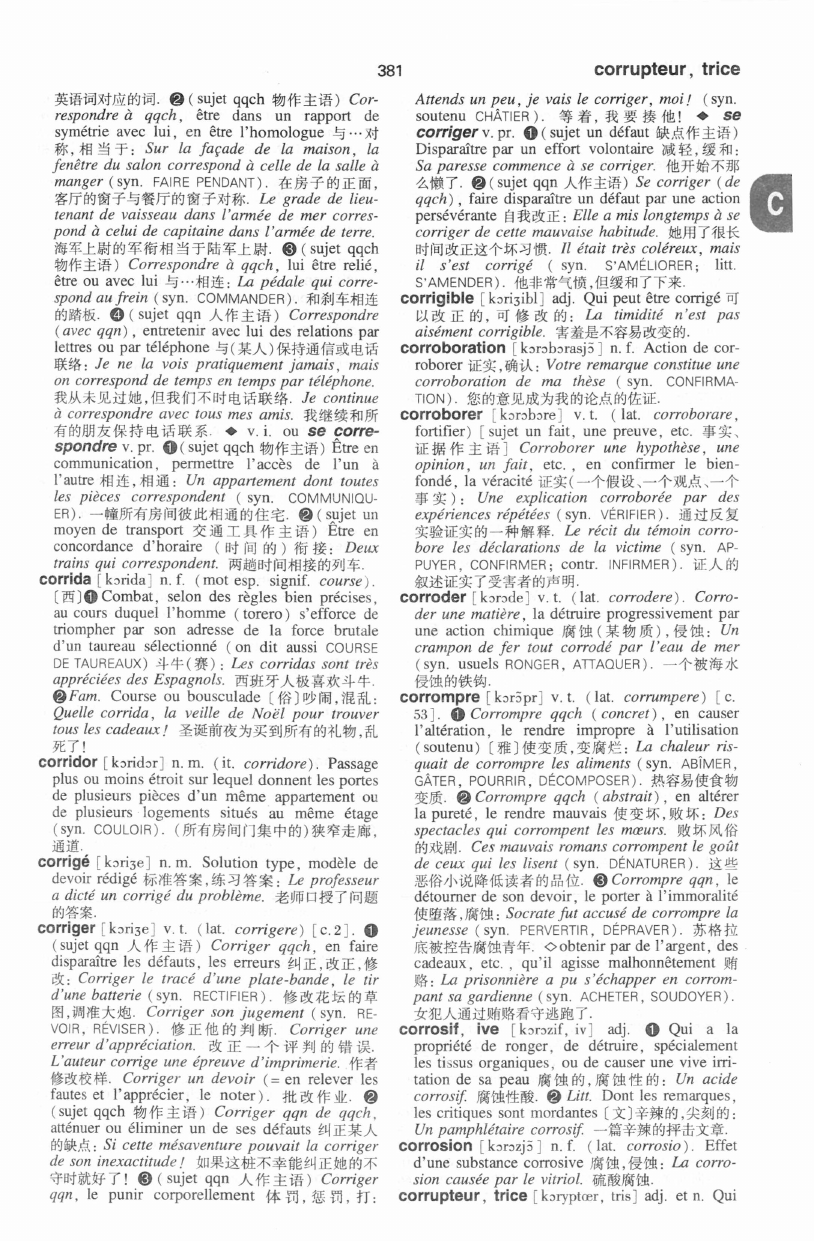 381
corrupteur, trice
英语词对应的词. ❷ ( sujet qqch 物作主语) Cor-
respondre à qqch, être dans un rapport de
symétrie avec lui, en être l'homologue 与…对
称, 相当于: Sur la façade de la maison, la
fenêtre du salon correspond à celle de la salle à
manger (syn. FAIRE PENDANT). 在房子的正面,
客厅的窗子与餐厅的窗子对称. Le grade de lieu-
tenant de vaisseau dans l'armée de mer corres-
pond à celui de capitaine dans l'armée de terre.
海军上尉的军衔相当于陆军上尉. ❸ ( sujet qqch
物作主语) Correspondre à qqch, lui être relié,
être ou avec lui 与…相连: La pédale qui corre-
spond au frein (syn. COMMANDER). 和刹车相连
的踏板. ❹ ( sujet qqn 人作主语) Correspondre
(avec qqn), entretenir avec lui des relations par
lettres ou par téléphone 与(某人)保持通信或电话
联络: Je ne la vois pratiquement jamais, mais
on correspond de temps en temps par téléphone.
我从未见过她,但我们不时电话联络. Je continue
à correspondre avec tous mes amis. 我继续和所
有的朋友保持电话联系. ◆ v. i. ou se corre-
spondre v. pr. ❶ ( sujet qqch 物作主语) Être en
communication, permettre l'accès de l'un à
l'autre 相连,相通: Un appartement dont toutes
les pièces correspondent ( syn. COMMUNIQU-
ER). 一幢所有房间彼此相通的住宅. ❷ ( sujet un
moyen de transport 交通工具作主语) Être en
concordance d'horaire (时间的)衔接: Deux
trains qui correspondent. 两趟时间相接的列车.
corrida [kɔrida] n. f. (mot esp. signif. course).
〔西〕❶ Combat, selon des règles bien précises,
au cours duquel l'homme (torero) s'efforce de
triompher par son adresse de la force brutale
d'un taureau sélectionné (on dit aussi COURSE
DE TAUREAUX) 斗牛(赛): Les corridas sont très
appréciées des Espagnols. 西班牙人极喜欢斗牛.
❷ Fam. Course ou bousculade 〔俗〕吵闹,混乱:
Quelle corrida, la veille de Noël pour trouver
tous les cadeaux! 圣诞前夜为买到所有的礼物,乱
死了!
corridor [kɔridɔr] n. m. (it. corridore). Passage
plus ou moins étroit sur lequel donnent les portes
de plusieurs pièces d'un même appartement ou
de plusieurs logements situés au même étage
(syn. COULOIR). (所有房间门集中的)狭窄走廊,
通道.
corrigé [kɔriʒe] n. m. Solution type, modèle de
devoir rédigé 标准答案,练习答案: Le professeur
a dicté un corrigé du problème. 老师口授了问题
的答案.
corriger [kɔriʒe] v. t. (lat. corrigere) [c. 2]. ❶
(sujet qqn 人作主语) Corriger qqch, en faire
disparaître les défauts, les erreurs 纠正,改正,修
改: Corriger le tracé d'une plate-bande, le tir
d'une batterie (syn. RECTIFIER). 修改花坛的草
图,调准大炮. Corriger son jugement (syn. RE-
VOIR, RÉVISER). 修正他的判断. Corriger une
erreur d'appréciation. 改正一个评判的错误.
L'auteur corrige une épreuve d'imprimerie. 作者
修改校样. Corriger un devoir (= en relever les
fautes et l'apprécier, le noter). 批改作业. ❷
(sujet qqch 物作主语) Corriger qqn de qqch,
atténuer ou éliminer un de ses défauts 纠正某人
的缺点: Si cette mésaventure pouvait la corriger
de son inexactitude! 如果这桩不幸能纠正她的不
守时就好了! ❸ ( sujet qqn 人作主语) Corriger
qqn, le punir corporellement 体罚, 惩罚, 打:
Attends un peu, je vais le corriger, moi! (syn.
soutenu CHÂTIER). 等着, 我要揍他! ◆ se
corriger v. pr. ❶ ( sujet un défaut 缺点作主语)
Disparaître par un effort volontaire 减轻,缓和:
Sa paresse commence à se corriger. 他开始不那
么懒了. ❷ (sujet qqn 人作主语) Se corriger (de
qqch), faire disparaître un défaut par une action
persévérante 自我改正: Elle a mis longtemps à se
corriger de cette mauvaise habitude. 她用了很长
时间改正这个坏习惯. Il était très coléreux, mais
il s'est corrigé ( syn. S'AMÉLIORER; litt.
S'AMENDER). 他非常气愤,但缓和了下来.
corrigible [kɔriʒibl] adj. Qui peut être corrigé 可
以改正的, 可修改的: La timidité n'est pas
aisément corrigible. 害羞是不容易改变的.
corroboration [kɔrɔbɔrasjɔ̃] n. f. Action de cor-
roborer 证实,确认: Votre remarque constitue une
corroboration de ma thèse ( syn. CONFIRMA-
TION). 您的意见成为我的论点的佐证.
corroborer [kɔrɔbɔre] v. t. ( lat. corroborare,
fortifier) [sujet un fait, une preuve, etc. 事实、
证据作主语] Corroborer une hypothèse, une
opinion, un fait, etc., en confirmer le bien-
fondé, la véracité 证实(一个假设、一个观点、一个
事实): Une explication corroborée par des
expériences répétées (syn. VÉRIFIER). 通过反复
实验证实的一种解释. Le récit du témoin corro-
bore les déclarations de la victime (syn. AP-
PUYER, CONFIRMER; contr. INFIRMER). 证人的
叙述证实了受害者的声明.
corroder [kɔrɔde] v. t. (lat. corrodere). Corro-
der une matière, la détruire progressivement par
une action chimique 腐蚀(某物质),侵蚀: Un
crampon de fer tout corrodé par l'eau de mer
(syn. usuels RONGER, ATTAQUER). 一个被海水
侵蚀的铁钩.
corrompre [kɔrɔ̃pr] v. t. (lat. corrumpere) [c.
53]. ❶ Corrompre qqch (concret), en causer
l'altération, le rendre impropre à l'utilisation
(soutenu) 〔雅〕使变质,变腐烂: La chaleur ris-
quait de corrompre les aliments (syn. ABÎMER,
GÂTER, POURRIR, DÉCOMPOSER). 热容易使食物
变质. ❷ Corrompre qqch (abstrait), en altérer
la pureté, le rendre mauvais 使变坏,败坏: Des
spectacles qui corrompent les mœurs. 败坏风俗
的戏剧. Ces mauvais romans corrompent le goût
de ceux qui les lisent (syn. DÉNATURER). 这些
恶俗小说降低读者的品位. ❸ Corrompre qqn, le
détourner de son devoir, le porter à l'immoralité
使堕落,腐蚀: Socrate fut accusé de corrompre la
jeunesse (syn. PERVERTIR, DÉPRAVER). 苏格拉
底被控告腐蚀青年. ◇ obtenir par de l'argent, des
cadeaux, etc., qu'il agisse malhonnêtement 贿
赂: La prisonnière a pu s'échapper en corrom-
pant sa gardienne (syn. ACHETER, SOUDOYER).
女犯人通过贿赂看守逃跑了.
corrosif, ive [kɔrɔzif, iv] adj. ❶ Qui a la
propriété de ronger, de détruire, spécialement
les tissus organiques, ou de causer une vive irri-
tation de sa peau 腐蚀的,腐蚀性的: Un acide
corrosif. 腐蚀性酸. ❷ Litt. Dont les remarques,
les critiques sont mordantes 〔文〕辛辣的,尖刻的:
Un pamphlétaire corrosif. 一篇辛辣的抨击文章.
corrosion [kɔrɔzjɔ̃] n. f. (lat. corrosio). Effet
d'une substance corrosive 腐蚀,侵蚀: La corro-
sion causée par le vitriol. 硫酸腐蚀.
corrupteur, trice [kɔryptœr, tris] adj. et n. Qui
C